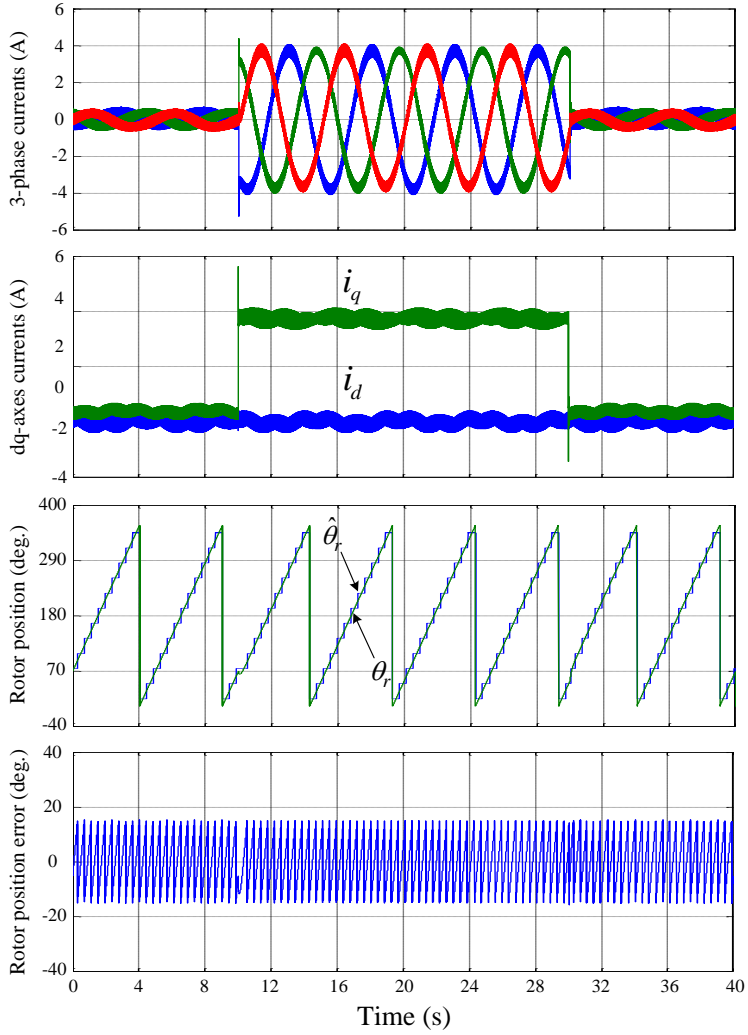 6
4
2
0
-2
-4
-6
3-phase currents (A)
6
4
2
0
-2
-4
dq-axes currents (A)
i_q
i_d
400
290
180
70
-40
Rotor position (deg.)
θ̂_r
θ_r
40
20
0
-20
-40
Rotor position error (deg.)
0 4 8 12 16 20 24 28 32 36 40
Time (s)